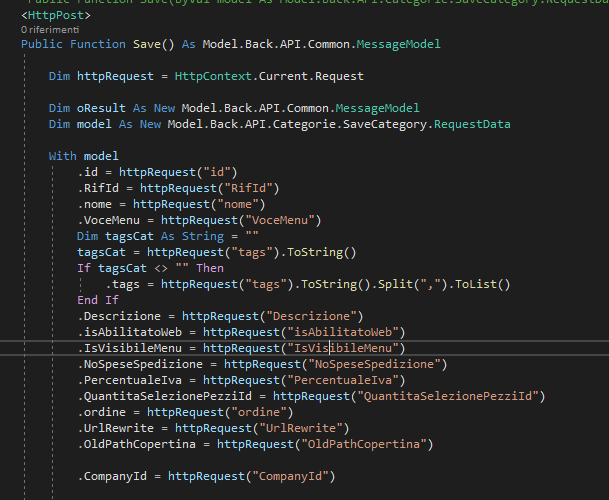 'Public Function Save(ByVal model As Model.Back.API.Categorie.SaveCategory.RequestData
<HttpPost>
0 riferimenti
Public Function Save() As Model.Back.API.Common.MessageModel
Dim httpRequest = HttpContext.Current.Request
Dim oResult As New Model.Back.API.Common.MessageModel
Dim model As New Model.Back.API.Categorie.SaveCategory.RequestData
With model
.id = httpRequest("id")
.RifId = httpRequest("RifId")
.nome = httpRequest("nome")
.VoceMenu = httpRequest("VoceMenu")
Dim tagsCat As String = ""
tagsCat = httpRequest("tags").ToString()
If tagsCat <> "" Then
.tags = httpRequest("tags").ToString().Split(",").ToList()
End If
.Descrizione = httpRequest("Descrizione")
.isAbilitatoWeb = httpRequest("isAbilitatoWeb")
.IsVisibileMenu = httpRequest("IsVisibileMenu")
.NoSpeseSpedizione = httpRequest("NoSpeseSpedizione")
.PercentualeIva = httpRequest("PercentualeIva")
.QuantitaSelezionePezziId = httpRequest("QuantitaSelezionePezziId")
.ordine = httpRequest("ordine")
.UrlRewrite = httpRequest("UrlRewrite")
.OldPathCopertina = httpRequest("OldPathCopertina")
.CompanyId = httpRequest("CompanyId")